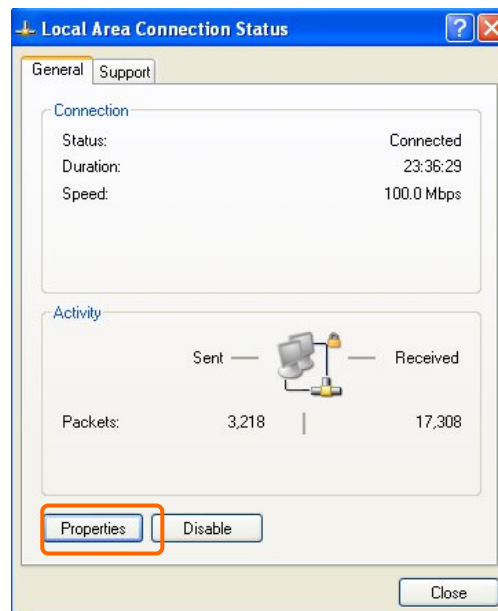 Local Area Connection Status
General Support
Connection
Status: Connected
Duration: 23:36:29
Speed: 100.0 Mbps
Activity
Sent Received
Packets: 3,218 17,308
Properties Disable
Close